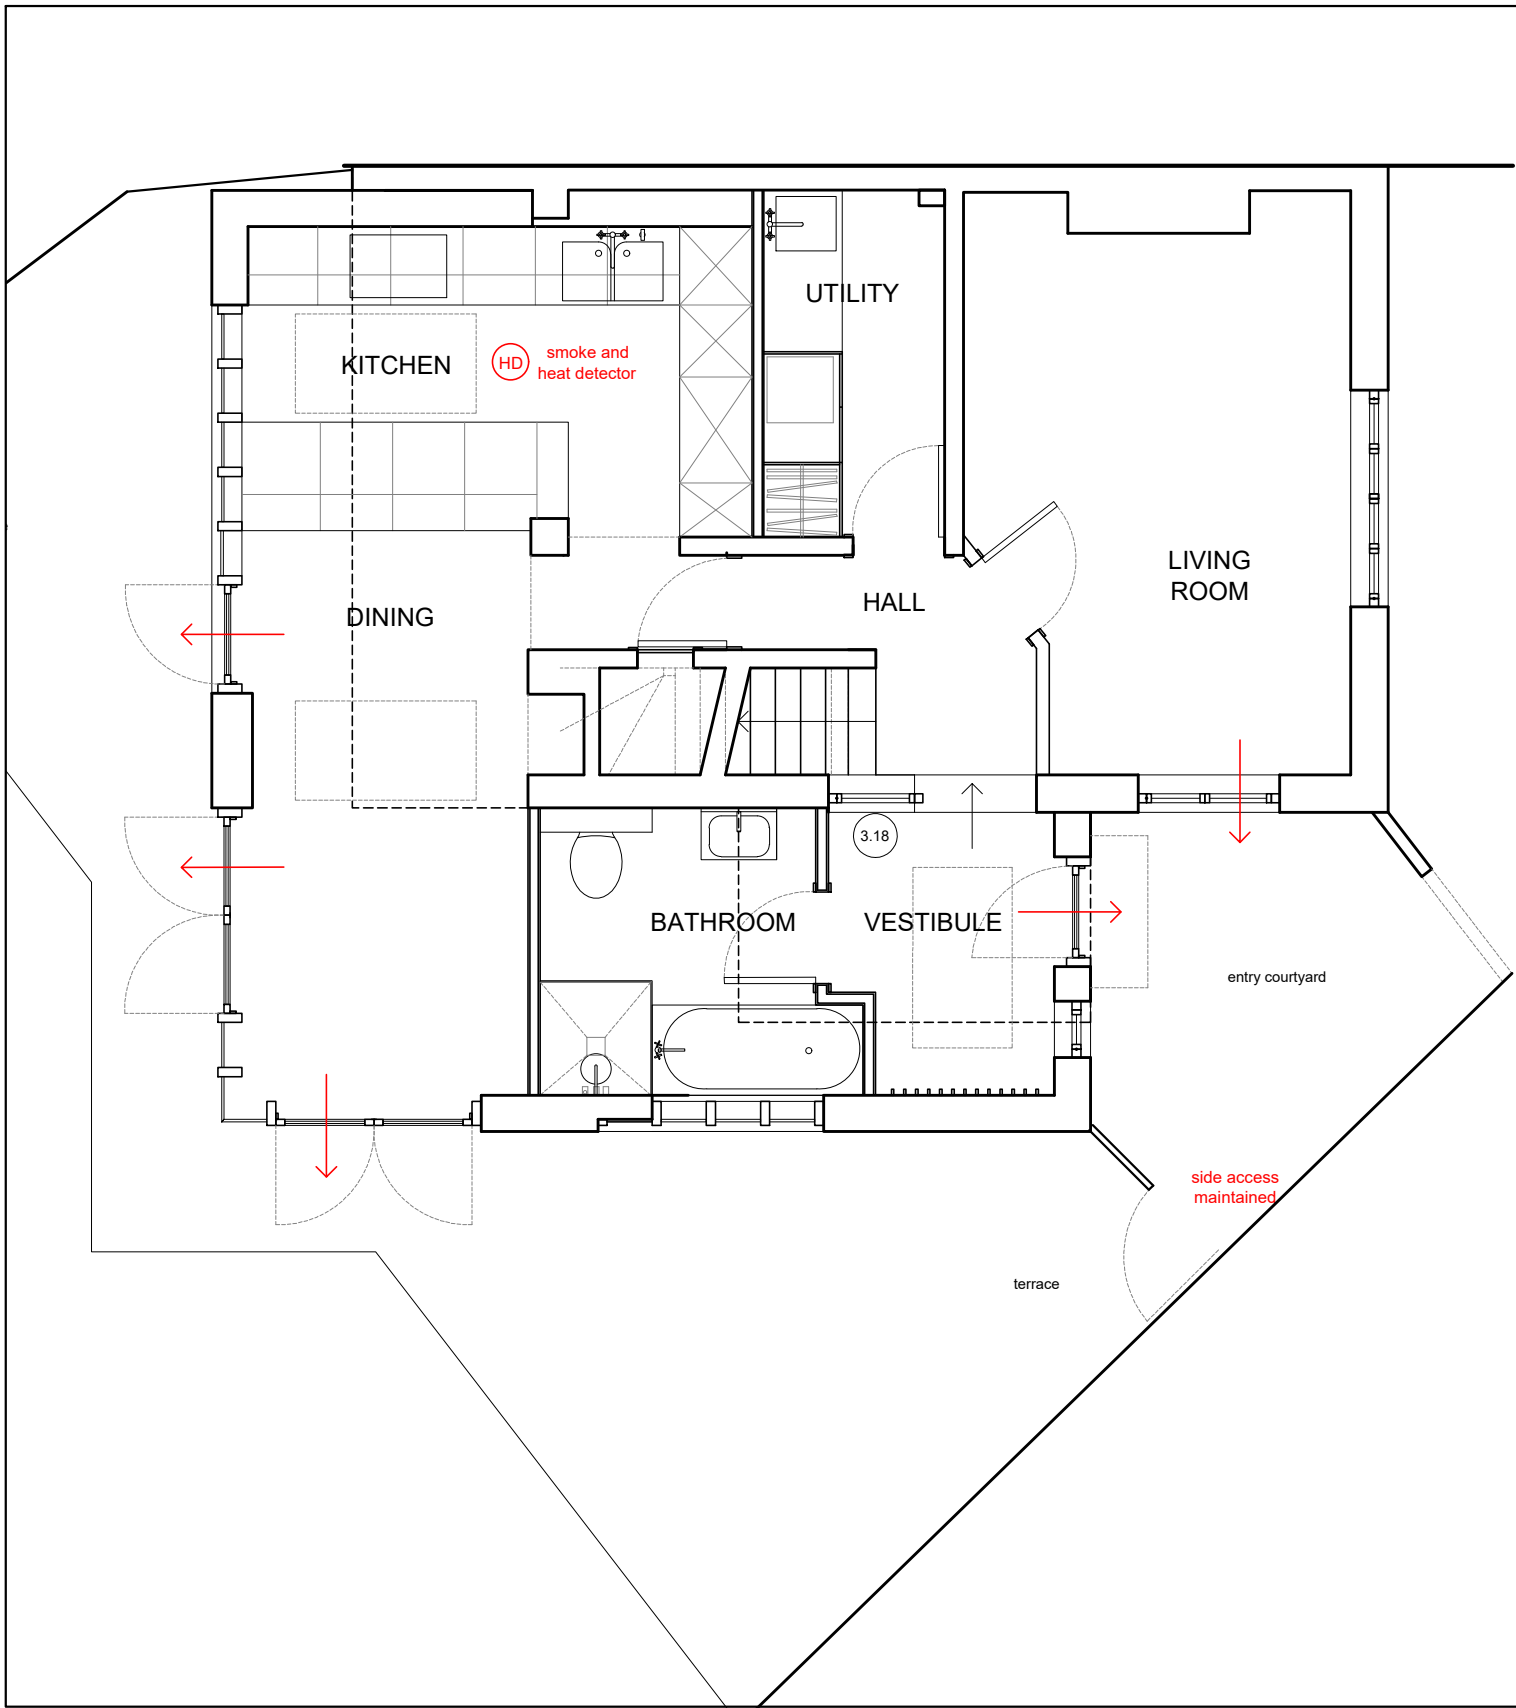 UTILITY
KITCHEN
HD
smoke and
heat detector
LIVING
ROOM
HALL
DINING
3.18
BATHROOM
VESTIBULE
entry courtyard
side access
maintained
terrace